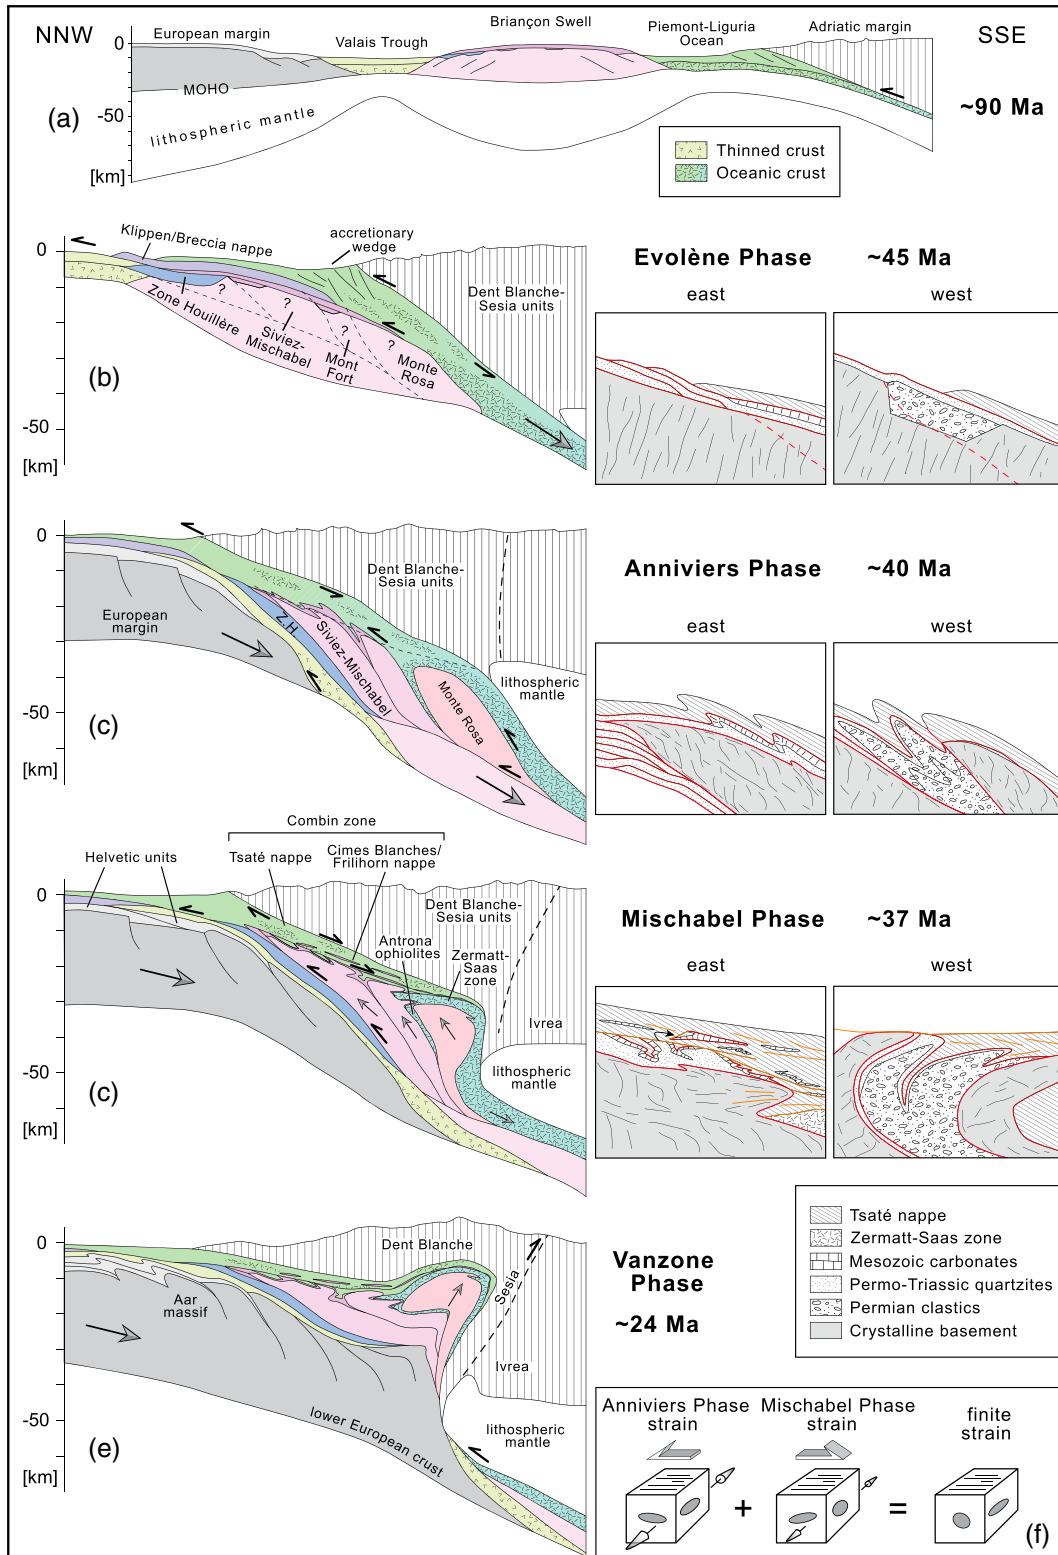 NNW
European margin
Valais Trough
Briançon Swell
Piemont-Liguria
Ocean
Adriatic margin
SSE
0
-50
[km]
MOHO
lithospheric mantle
(a)
~90 Ma
Thinned crust
Oceanic crust
Klippen/Breccia nappe
accretionary
wedge
0
-50
[km]
Zone Houillère
?
?
?
?
Siviez-
Mischabel
Mont
Fort
Monte
Rosa
Dent Blanche-
Sesia units
(b)
Evolène Phase ~45 Ma
east
west
0
-50
[km]
Dent Blanche-
Sesia units
European
margin
Z.H
Siviez-Mischabel
Monte Rosa
lithospheric
mantle
(c)
Anniviers Phase ~40 Ma
east
west
Combin zone
Helvetic units
Tsaté nappe
Cimes Blanches/
Frilihorn nappe
0
-50
[km]
Dent Blanche-
Sesia units
Antrona
ophiolites
Zermatt-
Saas
zone
Ivrea
lithospheric
mantle
(c)
Mischabel Phase ~37 Ma
east
west
Tsaté nappe
Zermatt-Saas zone
Mesozoic carbonates
Permo-Triassic quartzites
Permian clastics
Crystalline basement
0
-50
[km]
Dent Blanche
Sesia
Aar
massif
Ivrea
lower European crust
lithospheric
mantle
(e)
Vanzone
Phase
~24 Ma
Anniviers Phase
strain
Mischabel Phase
strain
finite
strain
+
=
(f)